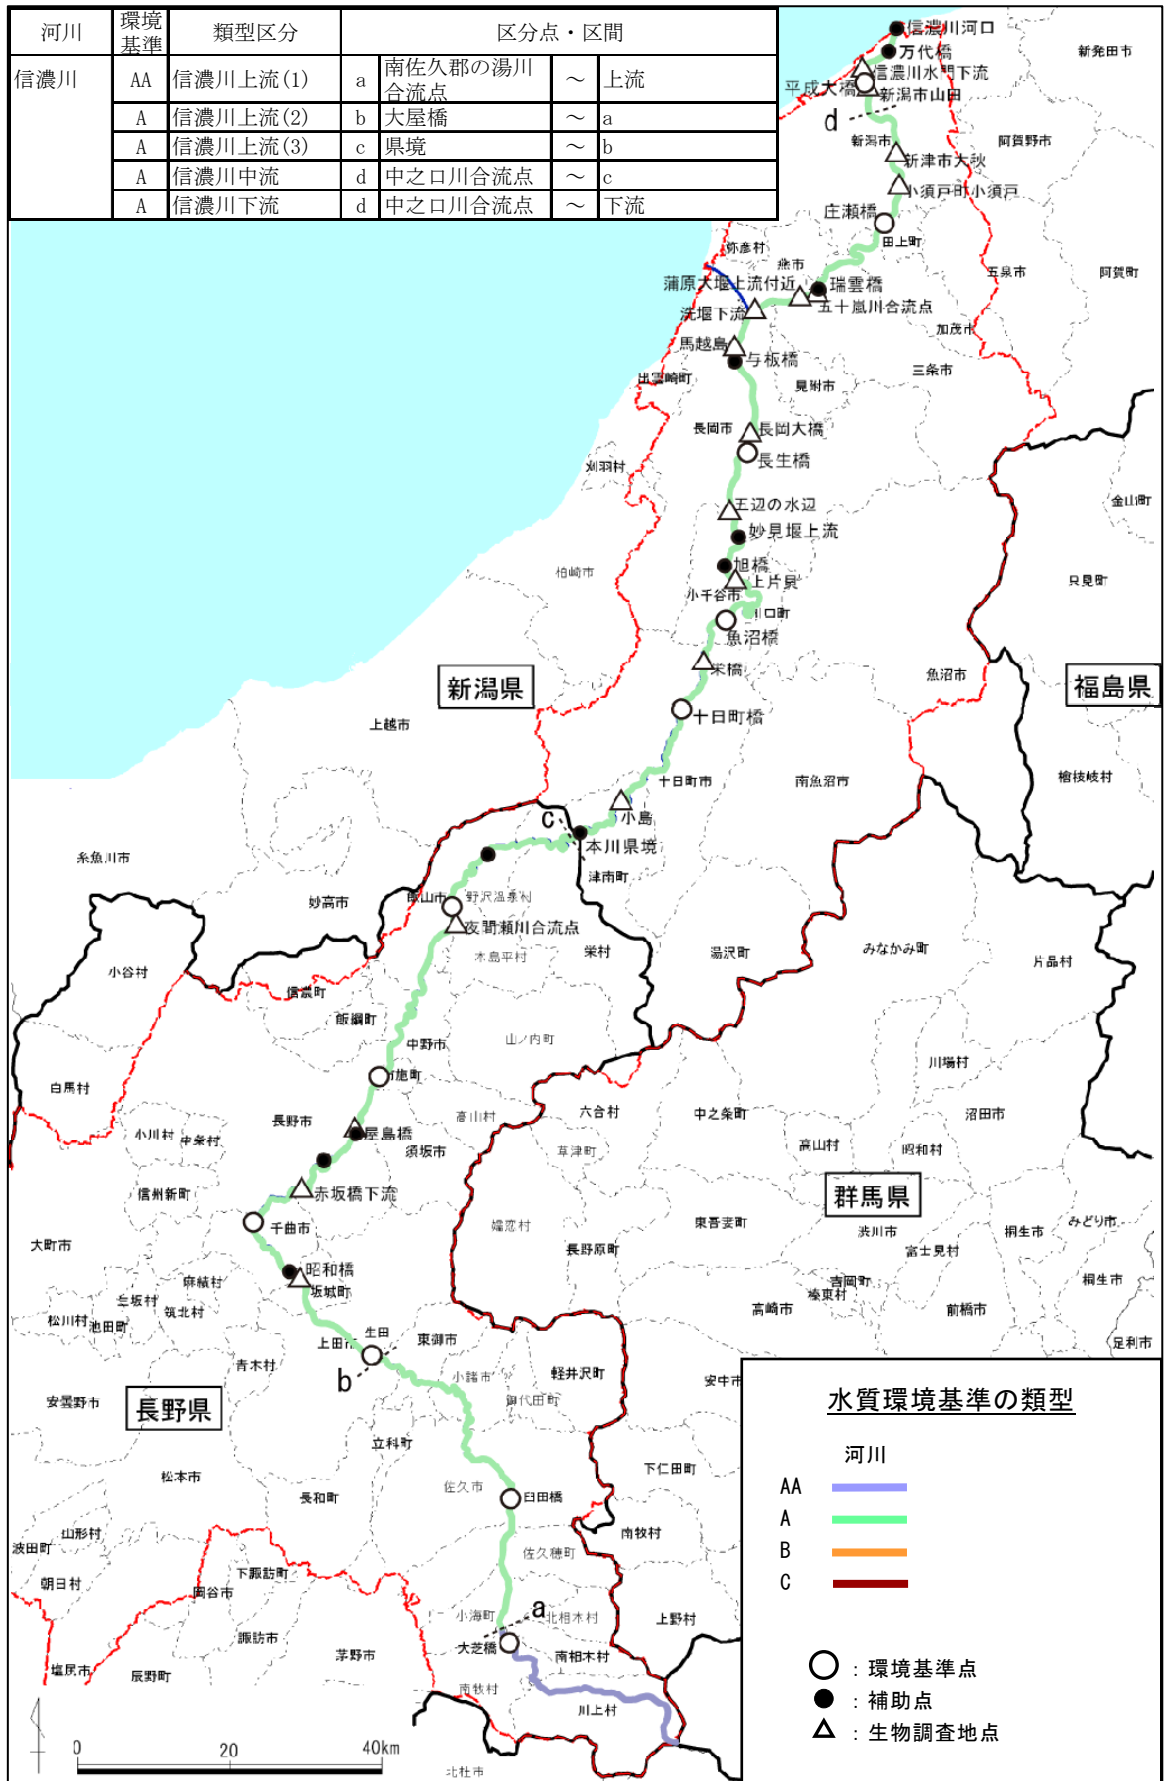 河川 環境基準 類型区分 区分点・区間
信濃川 AA 信濃川上流(1) a 南佐久郡の湯川合流点 ～ 上流
A 信濃川上流(2) b 大屋橋 ～ a
A 信濃川上流(3) c 県境 ～ b
A 信濃川中流 d 中之口川合流点 ～ c
A 信濃川下流 d 中之口川合流点 ～ 下流
信濃川河口
万代橋
新発田市
信濃川水門下流
平成大橋
新潟市山田
d
新潟市
阿賀野市
新津市大秋
小須戸町小須戸
庄瀬橋
田上町
弥彦村
燕市
五泉市
阿賀町
蒲原大堰上流付近
瑞雲橋
五十嵐川合流点
洗堰下流
加茂市
馬越島
与板橋
三条市
出雲崎町
見附市
長岡市
長岡大橋
長生橋
刈羽村
金山町
五辺の水辺
妙見堰上流
旭橋
柏崎市
上片貝
只見町
小千谷市
川口町
魚沼橋
栄橋
魚沼市
新潟県
福島県
十日町橋
上越市
十日町市
南魚沼市
檜枝岐村
小島
c
本川県境
糸魚川市
津南町
妙高市
飯山市
野沢温泉村
夜間瀬川合流点
木島平村
栄村
湯沢町
みなかみ町
片品村
小谷村
信濃町
飯綱町
中野市
山ノ内町
川場村
白馬村
小布施町
長野市
高山村
六合村
中之条町
沼田市
小川村
中条村
屋島橋
須坂市
草津町
高山村
昭和村
信州新町
赤坂橋下流
群馬県
千曲市
嬬恋村
東吾妻町
渋川市
桐生市
みどり市
大町市
長野原町
富士見村
昭和橋
麻績村
坂城町
吉岡町
榛東村
桐生市
生坂村
筑北村
松川村
池田町
高崎市
前橋市
足利市
生田
上田市
東御市
青木村
b
小諸市
軽井沢町
安中市
安曇野市
長野県
御代田町
立科町
松本市
下仁田町
佐久市
臼田橋
長和町
南牧村
山形村
波田町
佐久穂町
下諏訪町
朝日村
岡谷市
小海町
a
北相木村
上野村
大芝橋
諏訪市
茅野市
南相木村
塩尻市
辰野町
南牧村
川上村
北杜市
水質環境基準の類型
河川
AA
A
B
C
○ : 環境基準点
● : 補助点
△ : 生物調査地点
0 20 40km